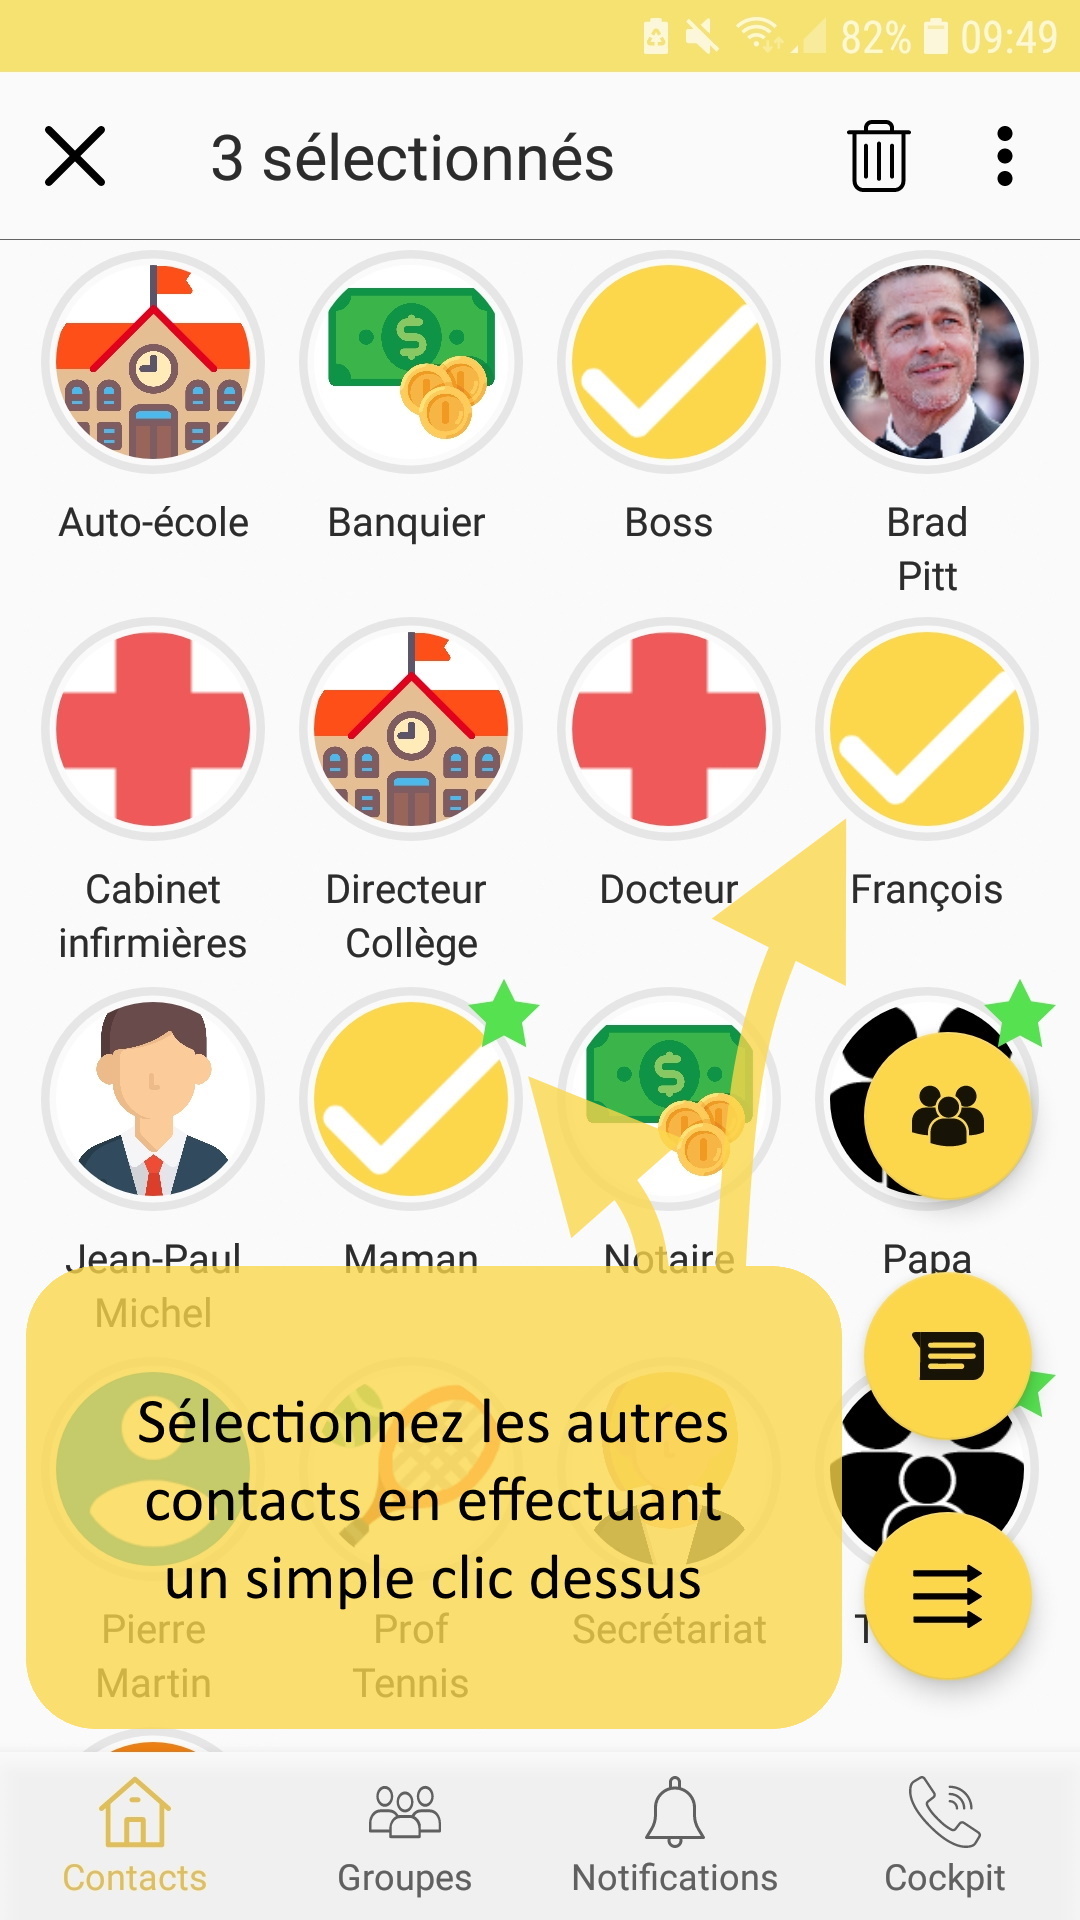 82% 09:49
3 sélectionnés
Auto-école Banquier Boss Brad
Pitt
Cabinet Directeur Docteur François
infirmières Collège
Jean-Paul Maman Notaire Papa
Michel
Sélectionnez les autres
contacts en effectuant
un simple clic dessus
Pierre Prof Secrétariat
Martin Tennis
Contacts Groupes Notifications Cockpit